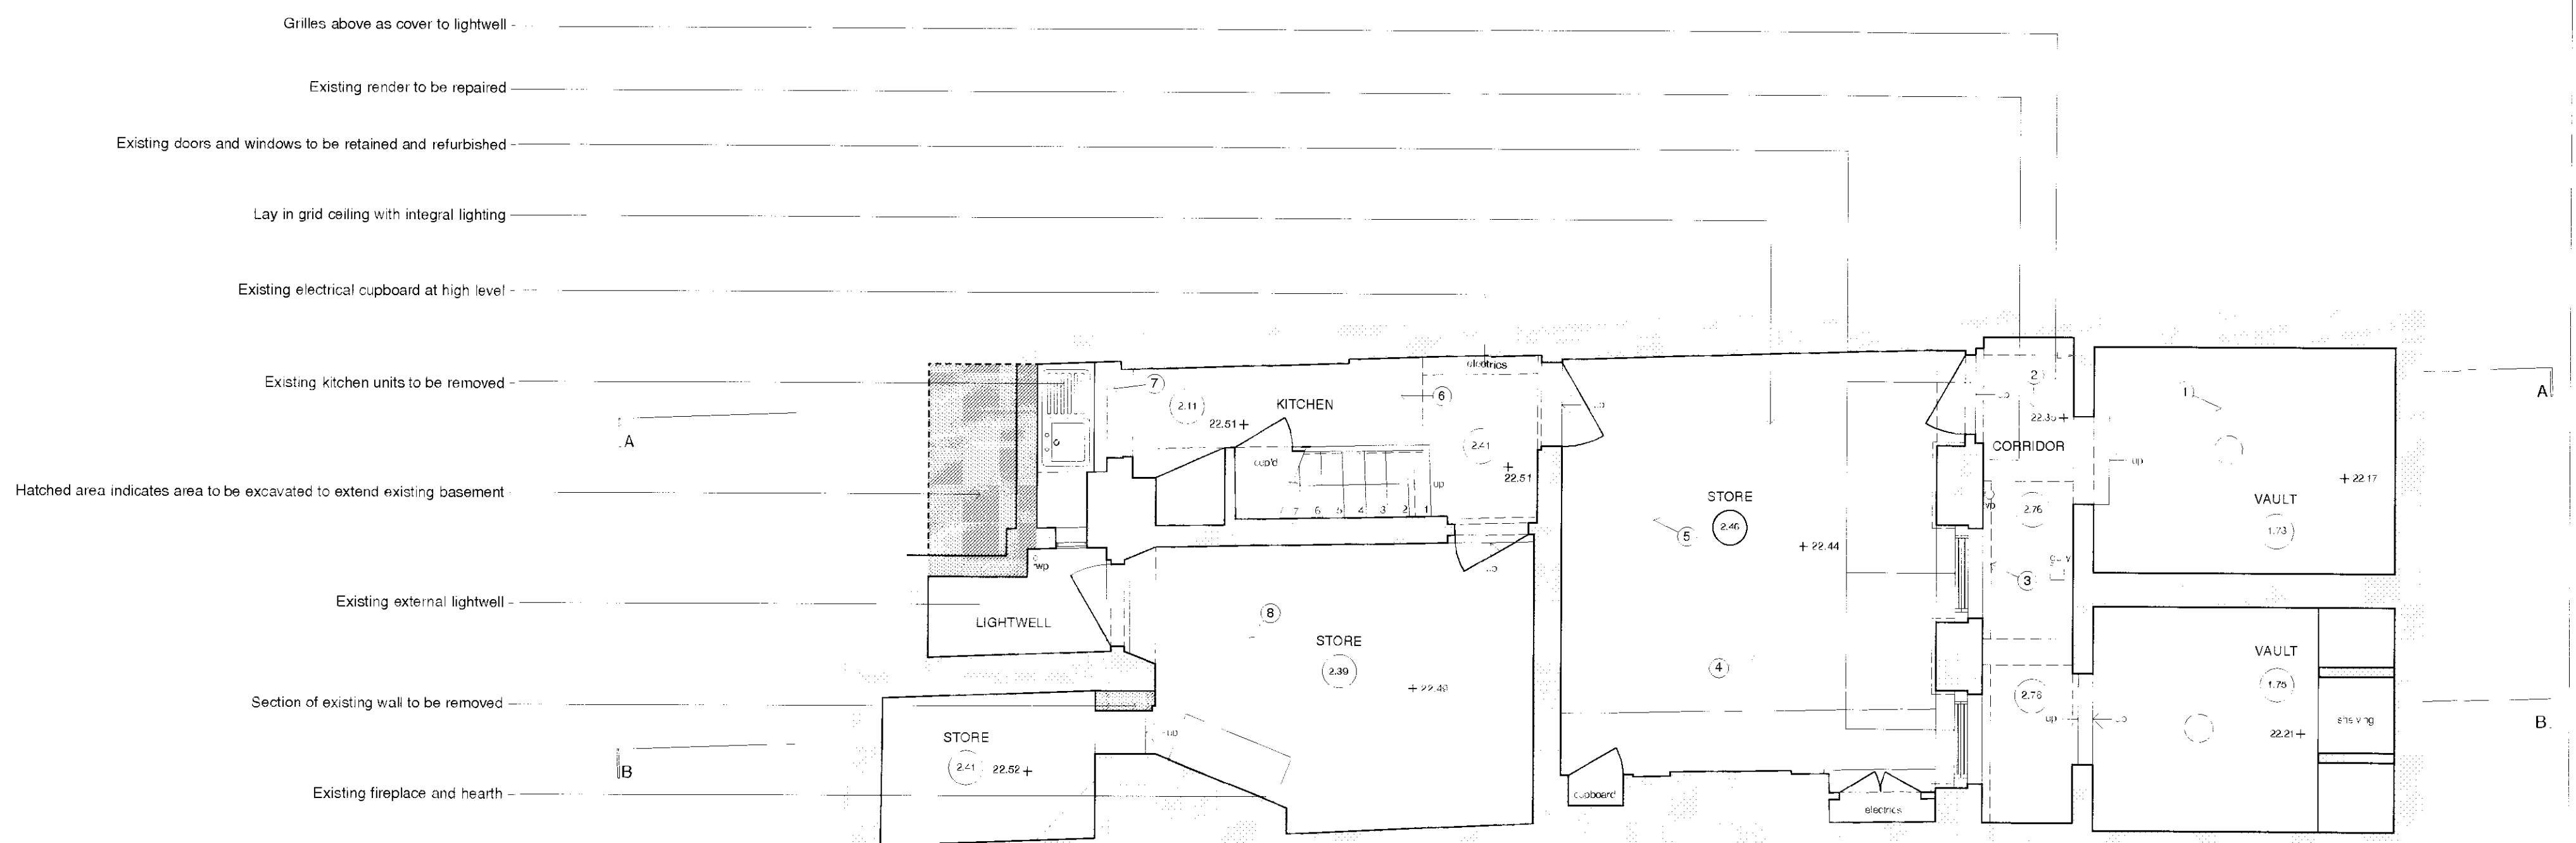 Grilles above as cover to lightwell
Existing render to be repaired
Existing doors and windows to be retained and refurbished
Lay in grid ceiling with integral lighting
Existing electrical cupboard at high level
Existing kitchen units to be removed
Hatched area indicates area to be excavated to extend existing basement
Existing external lightwell
Section of existing wall to be removed
Existing fireplace and hearth
A
B
electrics
7
2.11
KITCHEN
6
22.51
2.41
22.51
cup'd
up
7 6 5 4 3 2 1
rwp
LIGHTWELL
8
STORE
2.39
up
STORE
2.41
22.52
STORE
2.46
5
22.44
4
cupboard
electrics
2
CORRIDOR
up
2.76
3
2.76
up
1
22.17
VAULT
1.73
VAULT
1.75
22.21
A
B